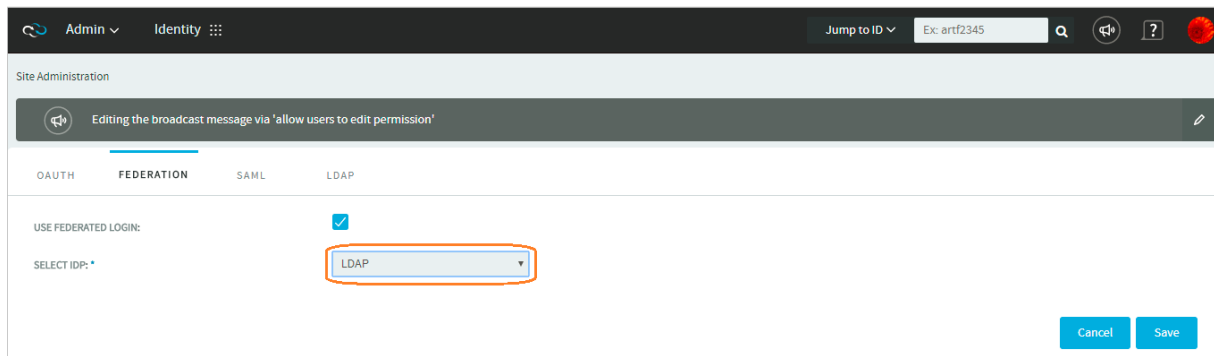 Admin Identity Jump to ID Ex: artf2345 ?
Site Administration
Editing the broadcast message via 'allow users to edit permission'
OAUTH FEDERATION SAML LDAP
USE FEDERATED LOGIN:
SELECT IDP: * LDAP
Cancel Save